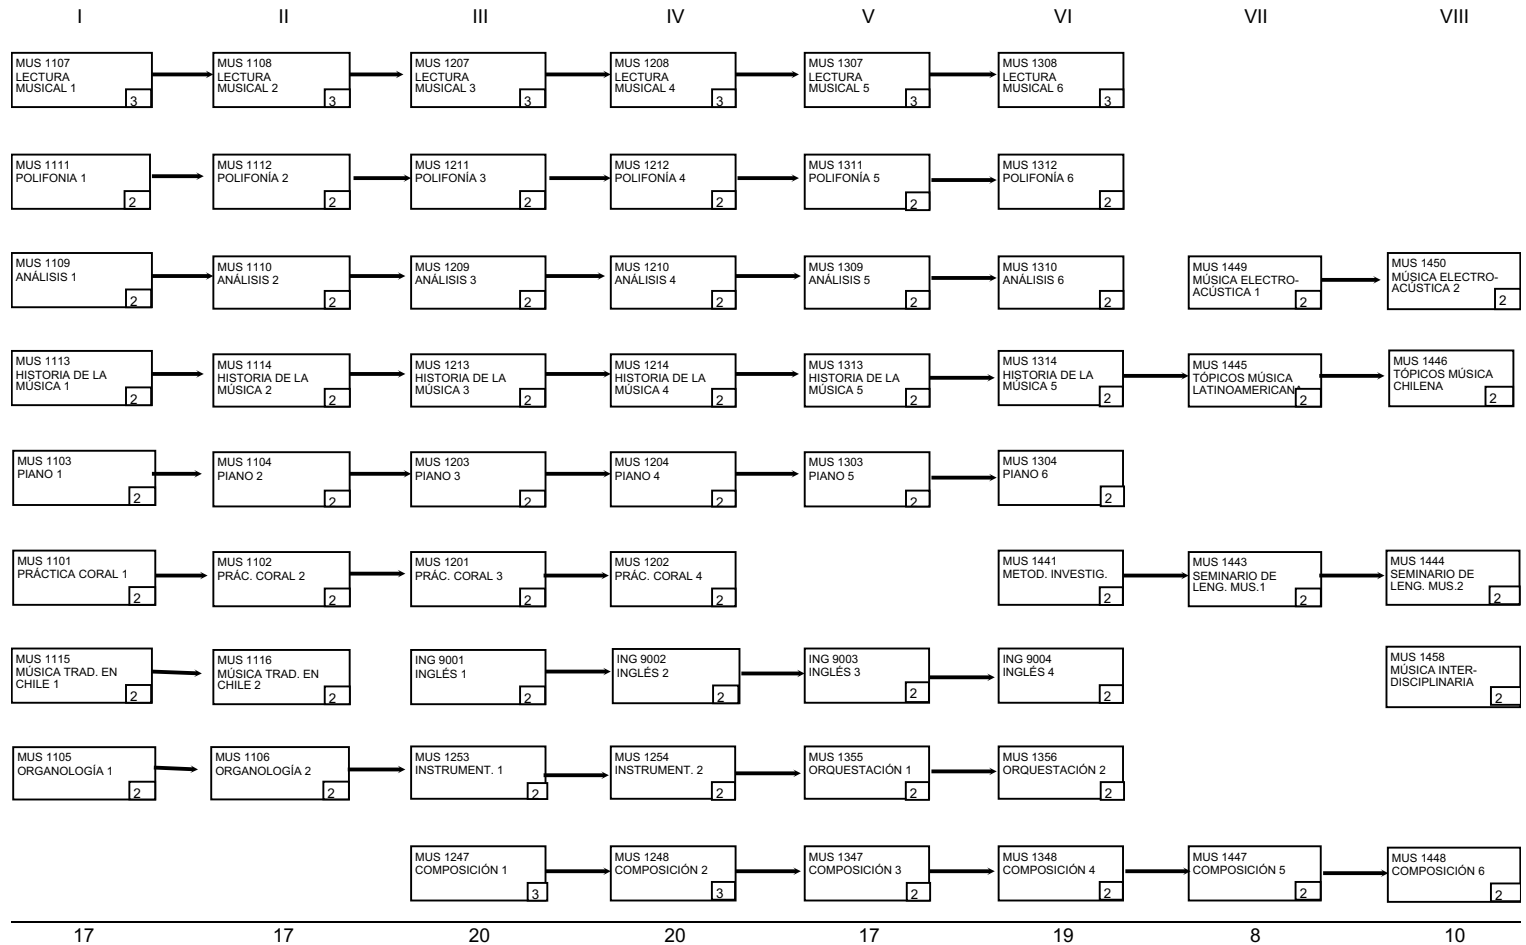 I II III IV V VI VII VIII
MUS 1107
LECTURA
MUSICAL 1
3
MUS 1108
LECTURA
MUSICAL 2
3
MUS 1207
LECTURA
MUSICAL 3
3
MUS 1208
LECTURA
MUSICAL 4
3
MUS 1307
LECTURA
MUSICAL 5
3
MUS 1308
LECTURA
MUSICAL 6
3
MUS 1111
POLIFONIA 1
2
MUS 1112
POLIFONÍA 2
2
MUS 1211
POLIFONÍA 3
2
MUS 1212
POLIFONÍA 4
2
MUS 1311
POLIFONÍA 5
2
MUS 1312
POLIFONÍA 6
2
MUS 1109
ANÁLISIS 1
2
MUS 1110
ANÁLISIS 2
2
MUS 1209
ANÁLISIS 3
2
MUS 1210
ANÁLISIS 4
2
MUS 1309
ANÁLISIS 5
2
MUS 1310
ANÁLISIS 6
2
MUS 1449
MÚSICA ELECTRO-
ACÚSTICA 1
2
MUS 1450
MÚSICA ELECTRO-
ACÚSTICA 2
2
MUS 1113
HISTORIA DE LA
MÚSICA 1
2
MUS 1114
HISTORIA DE LA
MÚSICA 2
2
MUS 1213
HISTORIA DE LA
MÚSICA 3
2
MUS 1214
HISTORIA DE LA
MÚSICA 4
2
MUS 1313
HISTORIA DE LA
MÚSICA 5
2
MUS 1314
HISTORIA DE LA
MÚSICA 5
2
MUS 1445
TÓPICOS MÚSICA
LATINOAMERICANA
2
MUS 1446
TÓPICOS MÚSICA
CHILENA
2
MUS 1103
PIANO 1
2
MUS 1104
PIANO 2
2
MUS 1203
PIANO 3
2
MUS 1204
PIANO 4
2
MUS 1303
PIANO 5
2
MUS 1304
PIANO 6
2
MUS 1101
PRÁCTICA CORAL 1
2
MUS 1102
PRÁC. CORAL 2
2
MUS 1201
PRÁC. CORAL 3
2
MUS 1202
PRÁC. CORAL 4
2
MUS 1441
METOD. INVESTIG.
2
MUS 1443
SEMINARIO DE
LENG. MUS.1
2
MUS 1444
SEMINARIO DE
LENG. MUS.2
2
MUS 1115
MÚSICA TRAD. EN
CHILE 1
2
MUS 1116
MÚSICA TRAD. EN
CHILE 2
2
ING 9001
INGLÉS 1
2
ING 9002
INGLÉS 2
2
ING 9003
INGLÉS 3
2
ING 9004
INGLÉS 4
2
MUS 1458
MÚSICA INTER-
DISCIPLINARIA
2
MUS 1105
ORGANOLOGÍA 1
2
MUS 1106
ORGANOLOGÍA 2
2
MUS 1253
INSTRUMENT. 1
2
MUS 1254
INSTRUMENT. 2
2
MUS 1355
ORQUESTACIÓN 1
2
MUS 1356
ORQUESTACIÓN 2
2
MUS 1247
COMPOSICIÓN 1
3
MUS 1248
COMPOSICIÓN 2
3
MUS 1347
COMPOSICIÓN 3
2
MUS 1348
COMPOSICIÓN 4
2
MUS 1447
COMPOSICIÓN 5
2
MUS 1448
COMPOSICIÓN 6
2
17 17 20 20 17 19 8 10